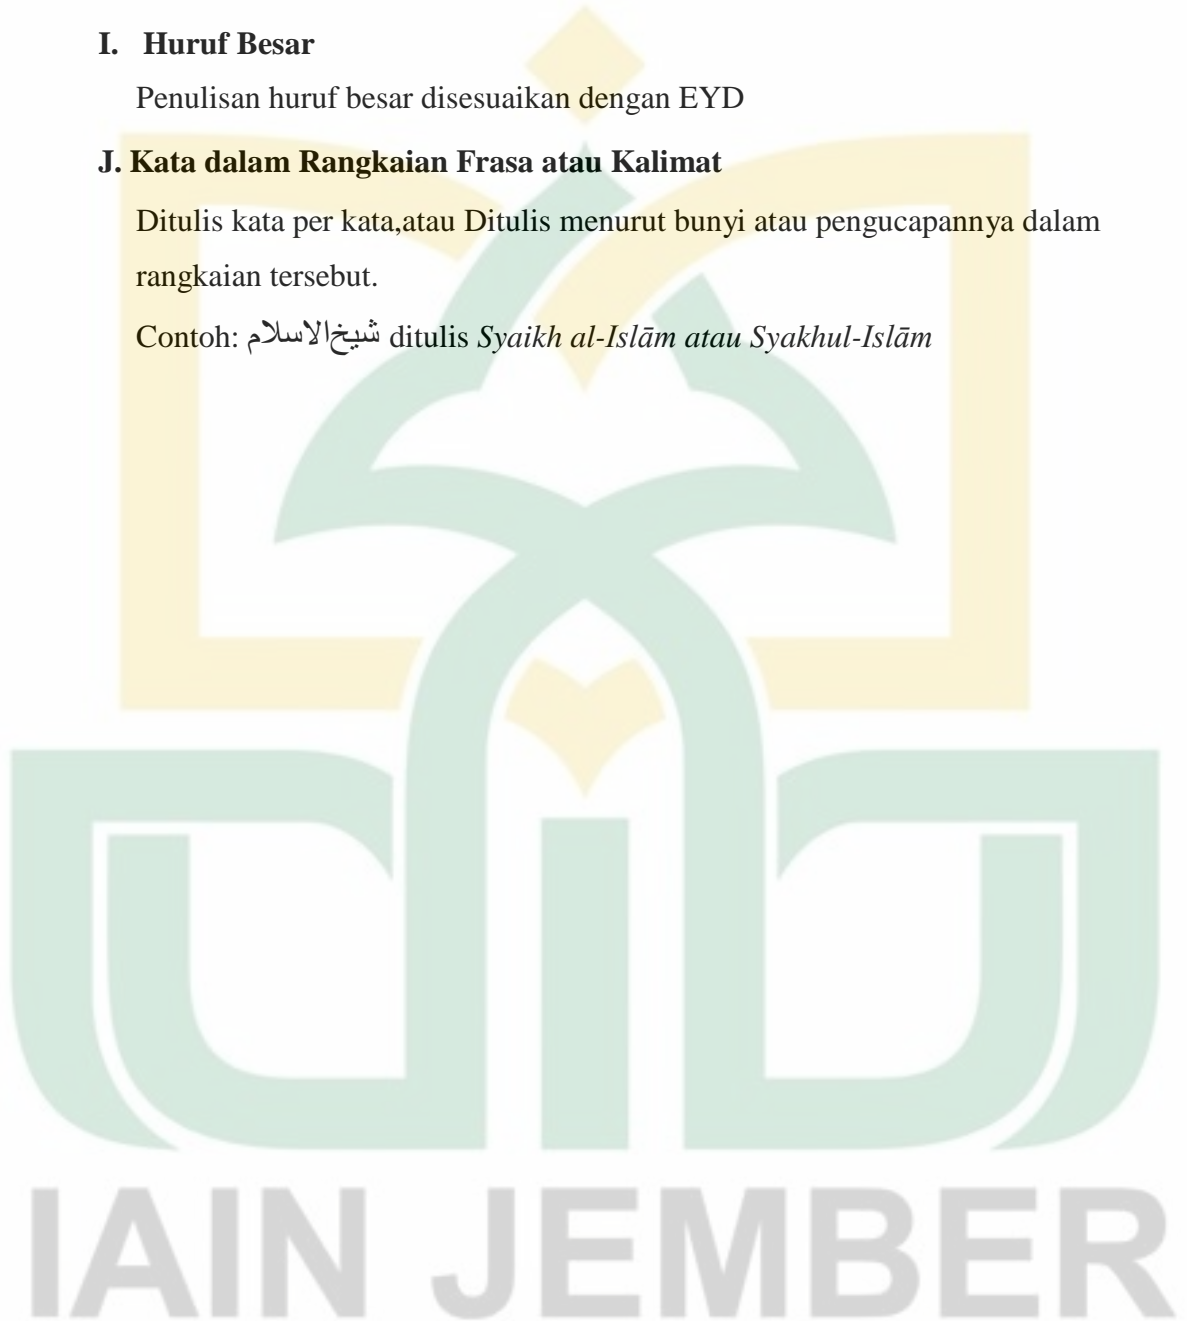 I. Huruf Besar
Penulisan huruf besar disesuaikan dengan EYD
J. Kata dalam Rangkaian Frasa atau Kalimat
Ditulis kata per kata,atau Ditulis menurut bunyi atau pengucapannya dalam
rangkaian tersebut.
Contoh: شيخ‌الاسلام ditulis Syaikh al-Islām atau Syakhul-Islām
IAIN JEMBER